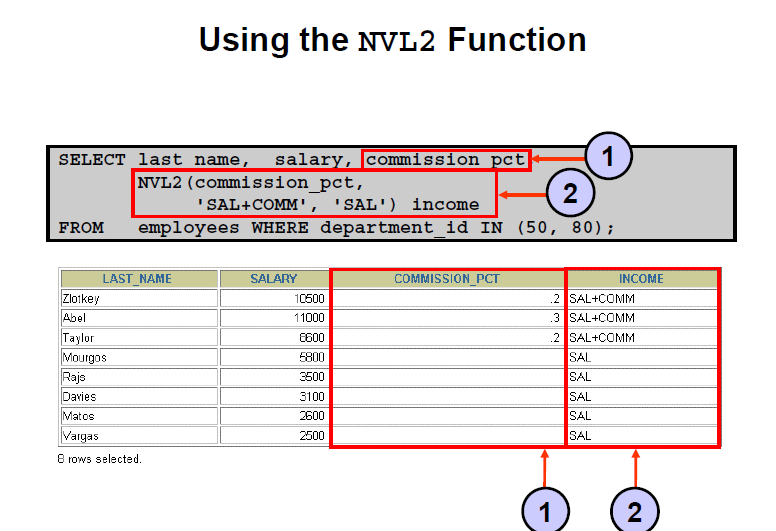 Using the NVL2 Function
SELECT last_name, salary, commission_pct
1
NVL2(commission_pct,
2
'SAL+COMM', 'SAL') income
FROM employees WHERE department_id IN (50, 80);
LAST_NAME SALARY COMMISSION_PCT INCOME
Zlotkey 10500 .2 SAL+COMM
Abel 11000 .3 SAL+COMM
Taylor 8600 .2 SAL+COMM
Mourgos 5800 SAL
Rajs 3500 SAL
Davies 3100 SAL
Matos 2600 SAL
Vargas 2500 SAL
8 rows selected.
1 2